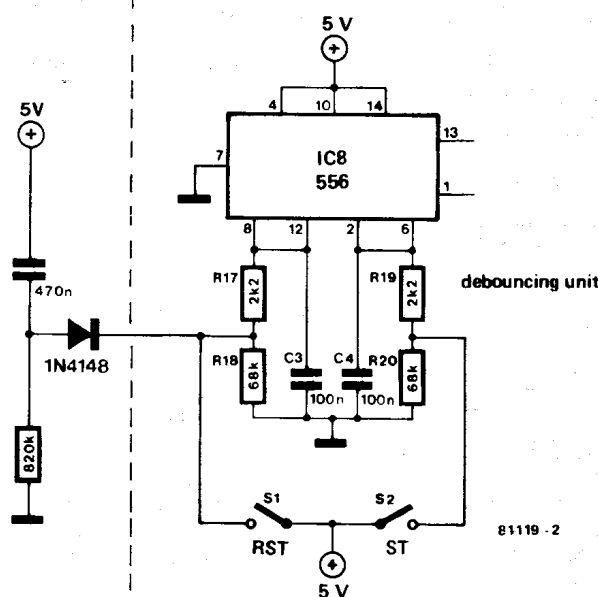 5 V
+
4 10 14
5V
+
13
7
IC8
556
1
8 12 2 6
R17
2k2
R19
2k2
debouncing unit
470n
1N4148
R18
68k
C3
100n
C4
100n
R20
68k
820k
S1
S2
RST
ST
81119 - 2
+
5 V